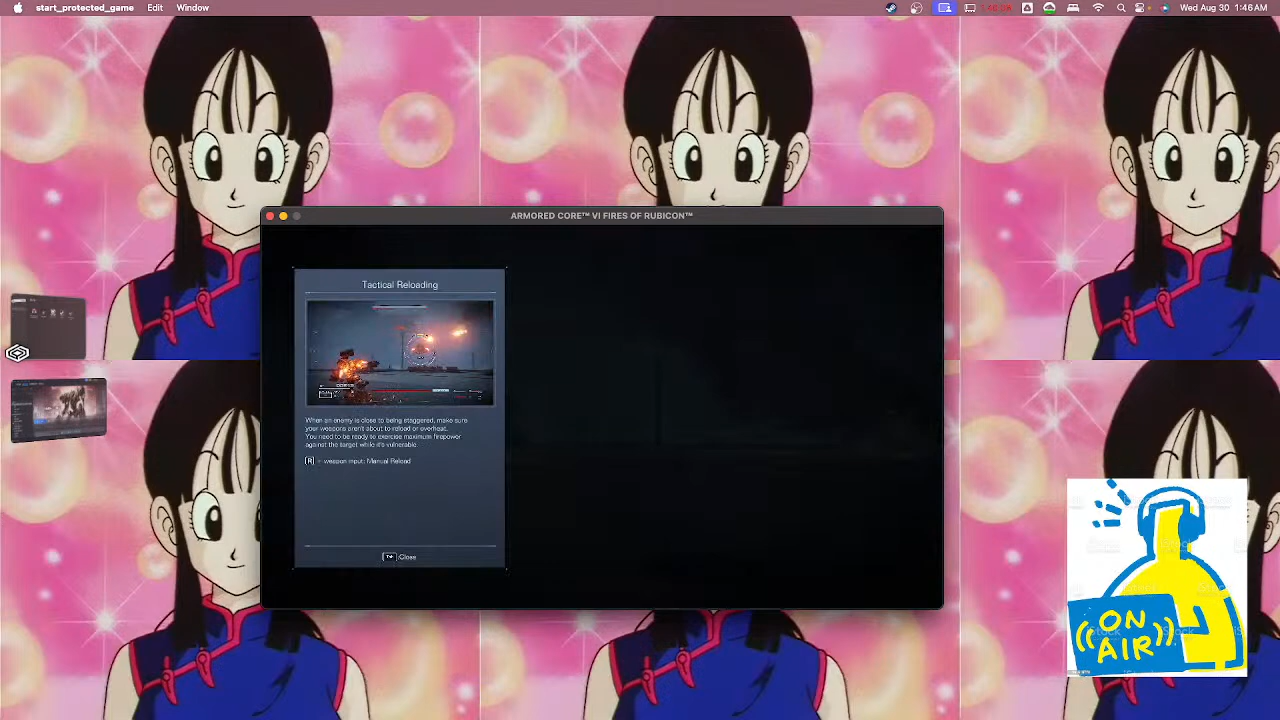 start_protected_game Edit Window
1:46:08 Wed Aug 30 1:46 AM
ARMORED CORE™ VI FIRES OF RUBICON™
Tactical Reloading
When an enemy is close to being staggered, make sure
your weapons aren't about to reload or overheat.
You need to be ready to exercise maximum firepower
against the target while it's vulnerable.
[R] + weapon input: Manual Reload
:Close
ON
AIR